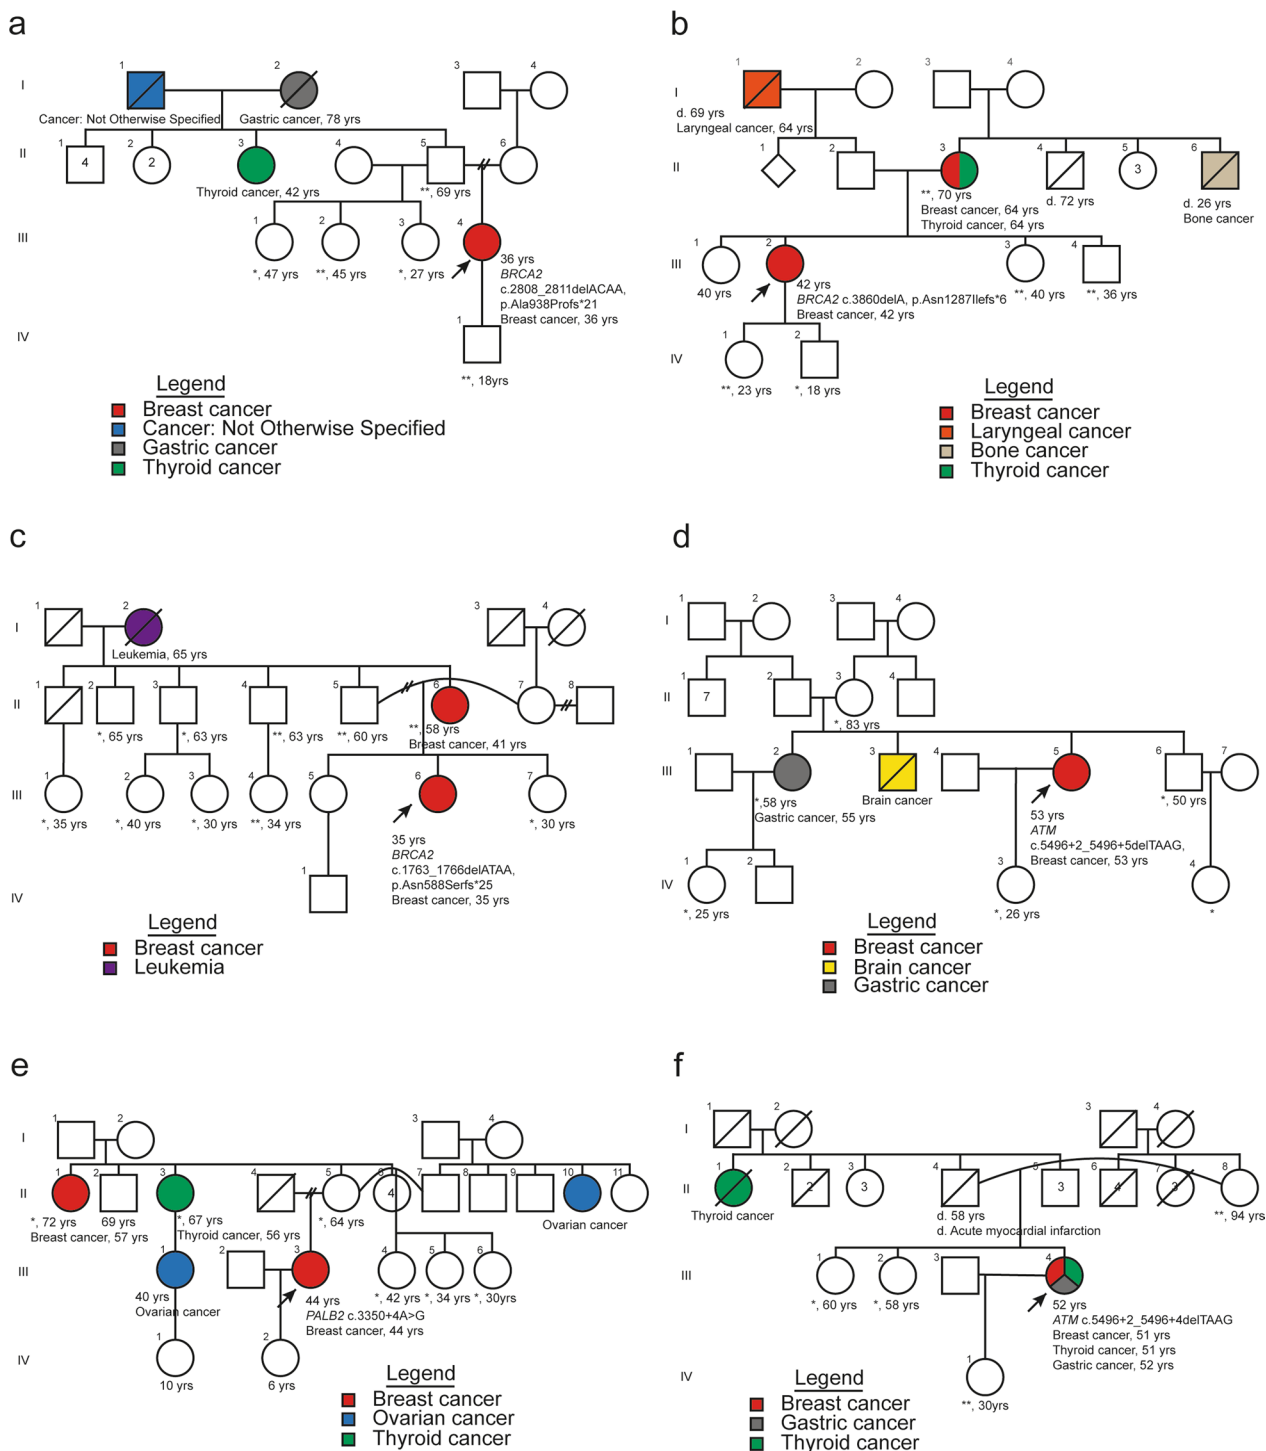 a
I
1
2
3
4
Cancer: Not Otherwise Specified
Gastric cancer, 78 yrs
II
1
4
2
2
3
4
5
6
Thyroid cancer, 42 yrs
**, 69 yrs
III
1
2
3
4
*, 47 yrs
**, 45 yrs
*, 27 yrs
36 yrs
BRCA2
c.2808_2811delACAA,
p.Ala938Profs*21
Breast cancer, 36 yrs
IV
1
**, 18yrs
Legend
Breast cancer
Cancer: Not Otherwise Specified
Gastric cancer
Thyroid cancer
b
I
1
2
3
4
d. 69 yrs
Laryngeal cancer, 64 yrs
II
1
2
3
4
5
3
6
**, 70 yrs
Breast cancer, 64 yrs
Thyroid cancer, 64 yrs
d. 72 yrs
d. 26 yrs
Bone cancer
III
1
2
3
4
40 yrs
42 yrs
BRCA2 c.3860delA, p.Asn1287Ilefs*6
Breast cancer, 42 yrs
**, 40 yrs
**, 36 yrs
IV
1
2
**, 23 yrs
*, 18 yrs
Legend
Breast cancer
Laryngeal cancer
Bone cancer
Thyroid cancer
c
I
1
2
3
4
Leukemia, 65 yrs
II
1
2
3
4
5
6
7
8
*, 65 yrs
*, 63 yrs
**, 63 yrs
**, 60 yrs
**, 58 yrs
Breast cancer, 41 yrs
III
1
2
3
4
5
6
7
*, 35 yrs
*, 40 yrs
*, 30 yrs
**, 34 yrs
*, 30 yrs
35 yrs
BRCA2
c.1763_1766delATAA,
p.Asn588Serfs*25
Breast cancer, 35 yrs
IV
1
Legend
Breast cancer
Leukemia
d
I
1
2
3
4
II
1
7
2
3
4
*, 83 yrs
III
1
2
3
4
5
6
7
*,58 yrs
Gastric cancer, 55 yrs
Brain cancer
53 yrs
ATM
c.5496+2_5496+5delTAAG,
Breast cancer, 53 yrs
*, 50 yrs
IV
1
2
3
4
*, 25 yrs
*, 26 yrs
*
Legend
Breast cancer
Brain cancer
Gastric cancer
e
I
1
2
3
4
II
1
2
3
4
5
6
4
7
8
9
10
11
*, 72 yrs
Breast cancer, 57 yrs
69 yrs
*, 67 yrs
Thyroid cancer, 56 yrs
*, 64 yrs
Ovarian cancer
III
1
2
3
4
5
6
40 yrs
Ovarian cancer
44 yrs
PALB2 c.3350+4A>G
Breast cancer, 44 yrs
*, 42 yrs
*, 34 yrs
*, 30yrs
IV
1
2
10 yrs
6 yrs
Legend
Breast cancer
Ovarian cancer
Thyroid cancer
f
I
1
2
3
4
II
1
2
2
3
3
4
5
3
6
4
7
3
8
Thyroid cancer
d. 58 yrs
d. Acute myocardial infarction
**, 94 yrs
III
1
2
3
4
*, 60 yrs
*, 58 yrs
52 yrs
ATM c.5496+2_5496+4delTAAG
Breast cancer, 51 yrs
Thyroid cancer, 51 yrs
Gastric cancer, 52 yrs
IV
1
**, 30yrs
Legend
Breast cancer
Gastric cancer
Thyroid cancer